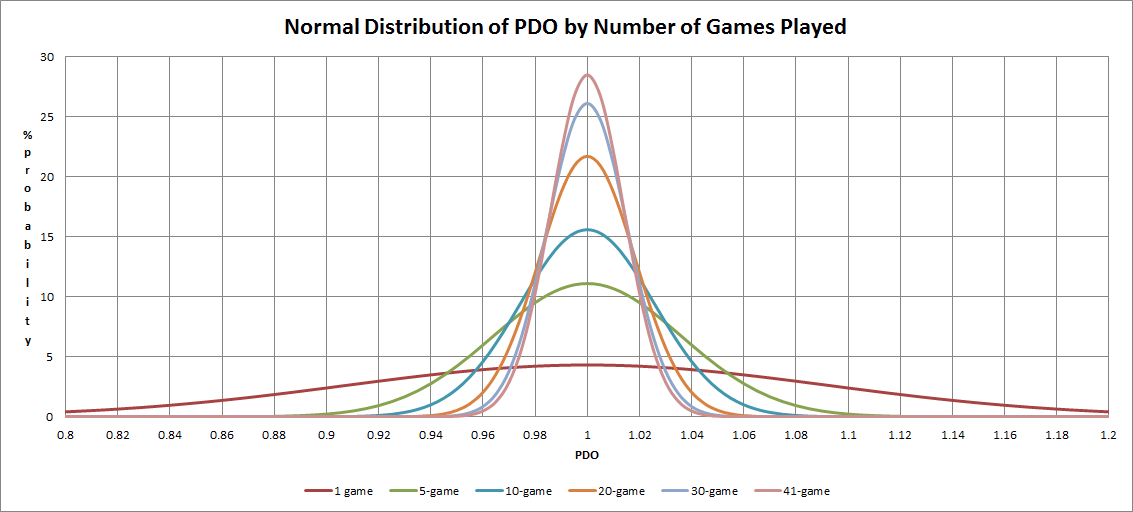 Normal Distribution of PDO by Number of Games Played
30
25
20
15
10
5
0
% probability
0.8 0.82 0.84 0.86 0.88 0.9 0.92 0.94 0.96 0.98 1 1.02 1.04 1.06 1.08 1.1 1.12 1.14 1.16 1.18 1.2
PDO
1 game 5-game 10-game 20-game 30-game 41-game